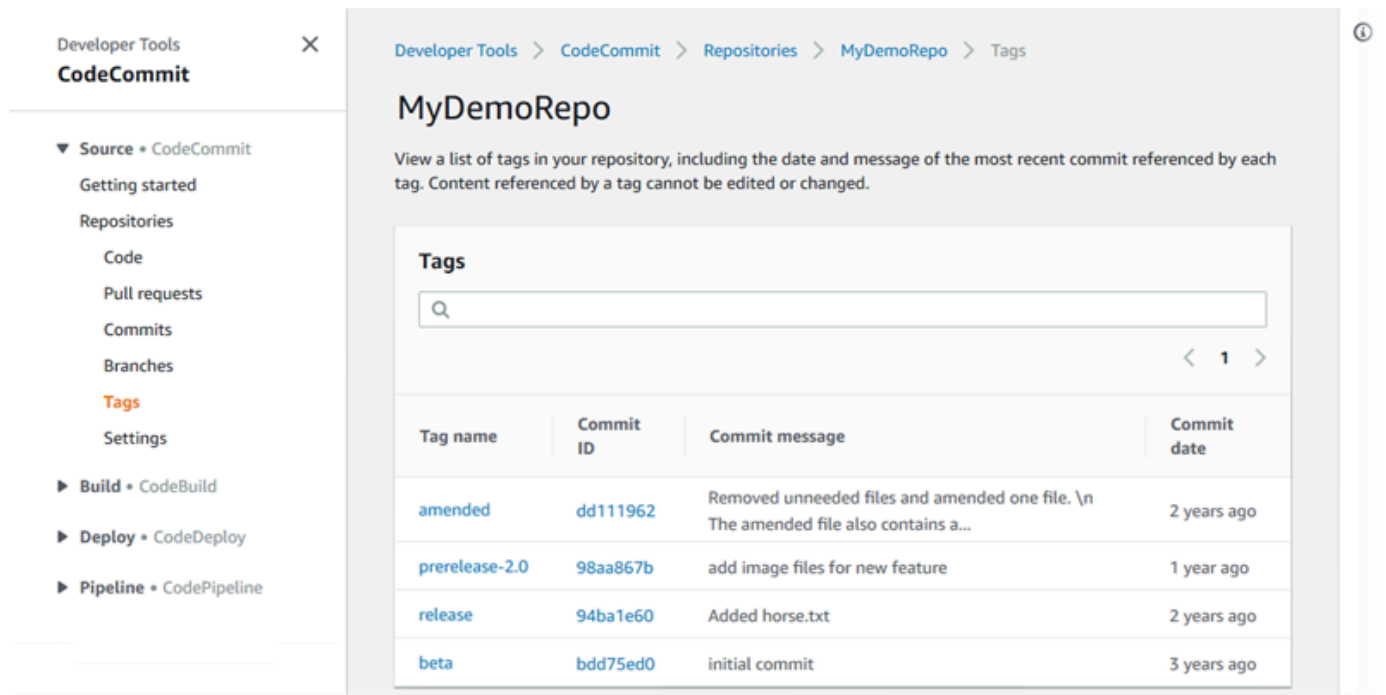 Developer Tools
CodeCommit
Source • CodeCommit
Getting started
Repositories
Code
Pull requests
Commits
Branches
Tags
Settings
Build • CodeBuild
Deploy • CodeDeploy
Pipeline • CodePipeline
Developer Tools > CodeCommit > Repositories > MyDemoRepo > Tags
MyDemoRepo
View a list of tags in your repository, including the date and message of the most recent commit referenced by each
tag. Content referenced by a tag cannot be edited or changed.
Tags
< 1 >
Tag name Commit ID Commit message Commit date
amended dd111962 Removed unneeded files and amended one file. \n
The amended file also contains a... 2 years ago
prerelease-2.0 98aa867b add image files for new feature 1 year ago
release 94ba1e60 Added horse.txt 2 years ago
beta bdd75ed0 initial commit 3 years ago